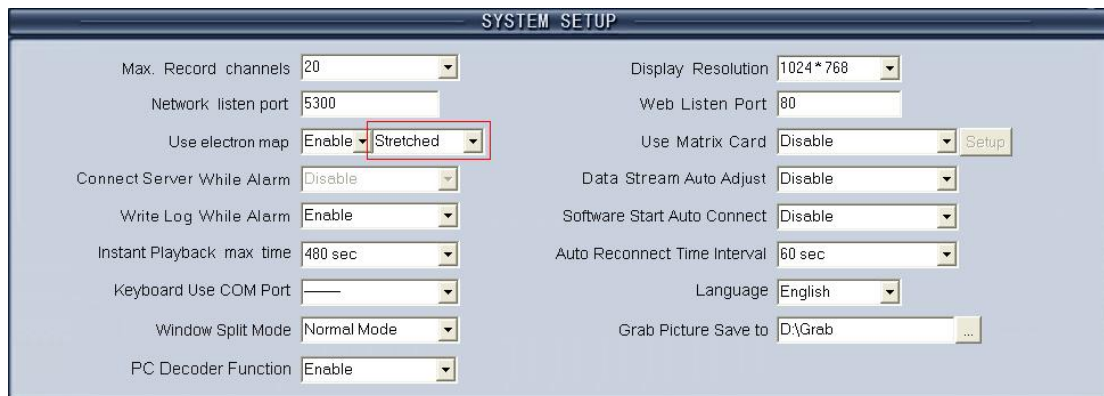 SYSTEM SETUP
Max. Record channels 20 Display Resolution 1024*768
Network listen port 5300 Web Listen Port 80
Use electron map Enable Stretched Use Matrix Card Disable Setup
Connect Server While Alarm Disable Data Stream Auto Adjust Disable
Write Log While Alarm Enable Software Start Auto Connect Disable
Instant Playback max time 480 sec Auto Reconnect Time Interval 60 sec
Keyboard Use COM Port —— Language English
Window Split Mode Normal Mode Grab Picture Save to D:\Grab ...
PC Decoder Function Enable